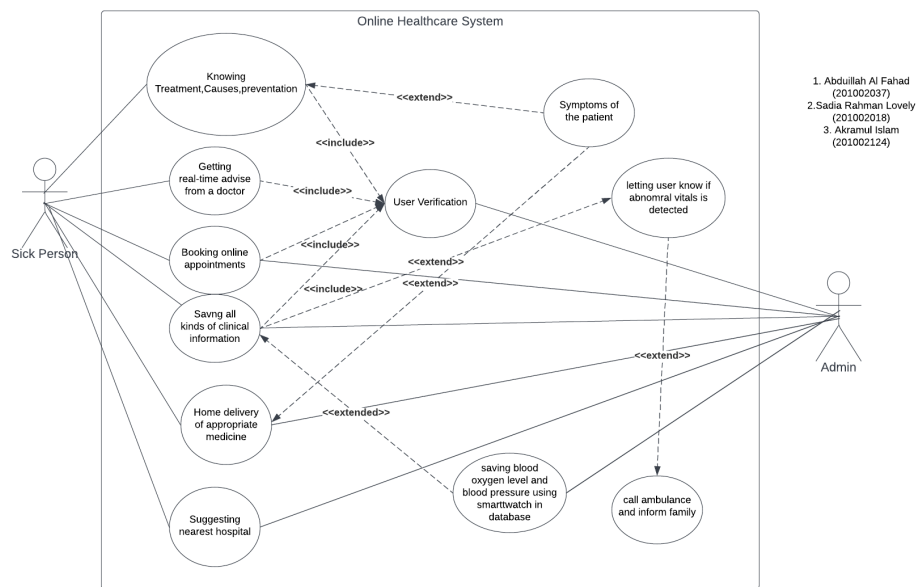 Online Healthcare System
Knowing
Treatment,Causes,preventation
<<extend>>
Symptoms of
the patient
1. Abduillah Al Fahad
(201002037)
2.Sadia Rahman Lovely
(201002018)
3. Akramul Islam
(201002124)
<<include>>
Getting
real-time advise
from a doctor
<<include>>
User Verification
letting user know if
abnomral vitals is
detected
Sick Person
Booking online
appointments
<<include>>
<<extend>>
<<extend>>
<<include>>
Savng all
kinds of clinical
information
Admin
<<extend>>
Home delivery
of appropriate
medicine
<<extended>>
saving blood
oxygen level and
blood pressure using
smarttwatch in
database
call ambulance
and inform family
Suggesting
nearest hospital